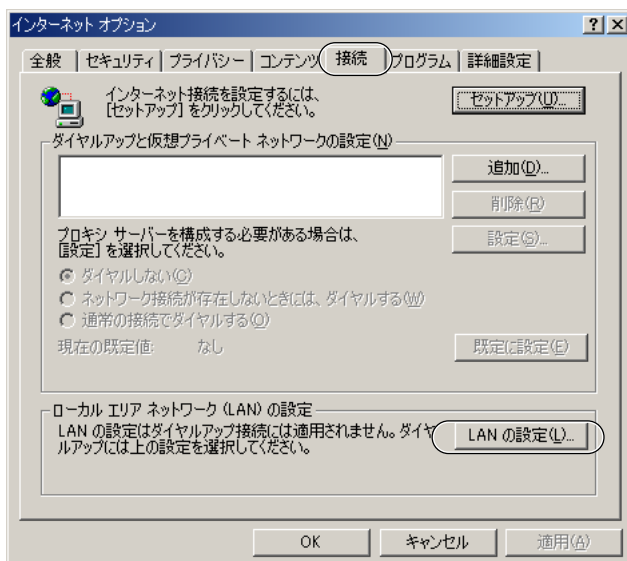 インターネット オプション
全般 セキュリティ プライバシー コンテンツ 接続 プログラム 詳細設定
インターネット接続を設定するには、
[セットアップ] をクリックしてください。
セットアップ(U)...
ダイヤルアップと仮想プライベート ネットワークの設定(N)
追加(D)...
削除(R)
プロキシ サーバーを構成する必要がある場合は、
[設定] を選択してください。
設定(S)...
ダイヤルしない(C)
ネットワーク接続が存在しないときには、ダイヤルする(W)
通常の接続でダイヤルする(O)
現在の既定値: なし
既定に設定(E)
ローカル エリア ネットワーク (LAN) の設定
LAN の設定はダイヤルアップ接続には適用されません。ダイヤ
ルアップには上の設定を選択してください。
LAN の設定(L)...
OK キャンセル 適用(A)